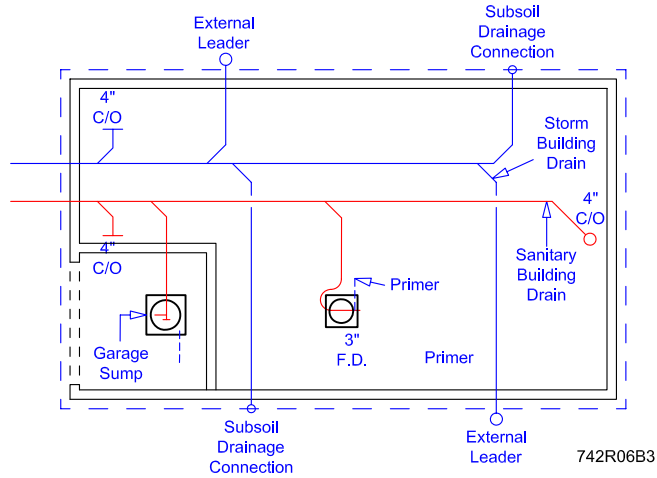 External
Leader
Subsoil
Drainage
Connection
4"
C/O
Storm
Building
Drain
4"
C/O
4"
C/O
Sanitary
Building
Drain
Primer
Garage
Sump
3"
F.D.
Primer
Subsoil
Drainage
Connection
External
Leader
742R06B3